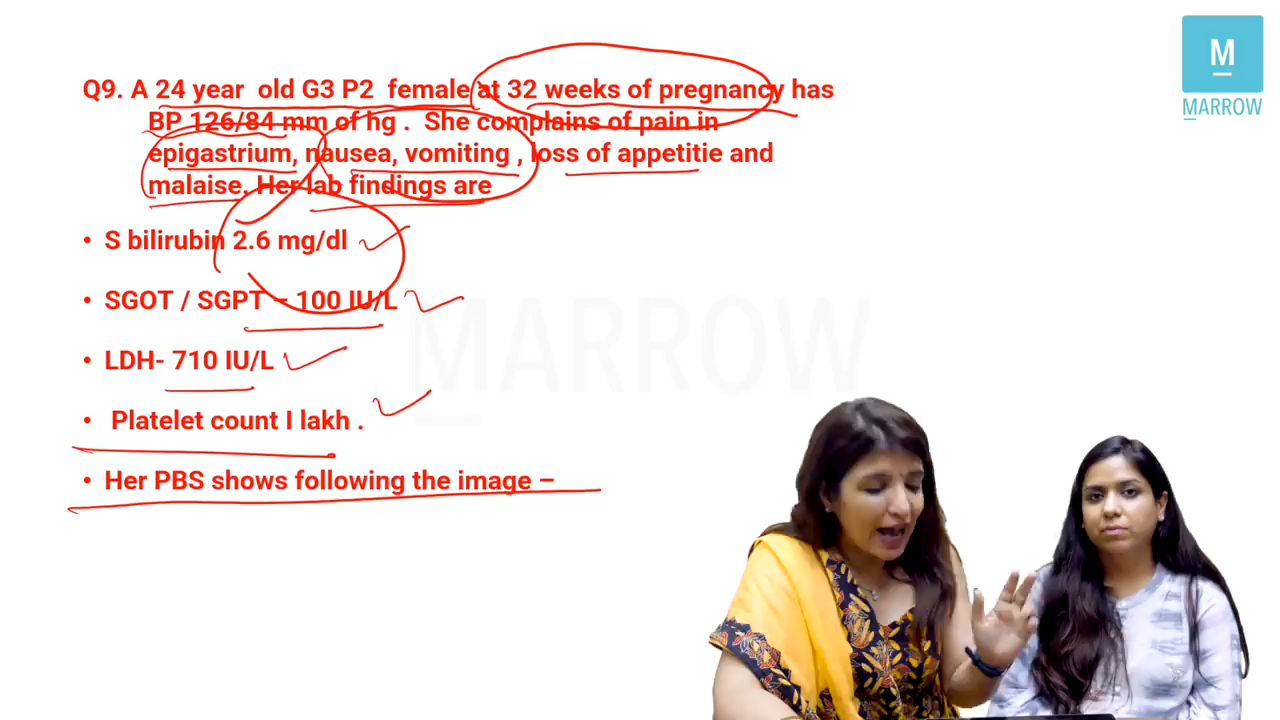 M
MARROW
Q9. A 24 year old G3 P2 female at 32 weeks of pregnancy has
BP 126/84 mm of hg . She complains of pain in
epigastrium, nausea, vomiting , loss of appetitie and
malaise. Her lab findings are
• S bilirubin 2.6 mg/dl
• SGOT / SGPT – 100 IU/L
• LDH- 710 IU/L
• Platelet count I lakh .
• Her PBS shows following the image –
MARROW